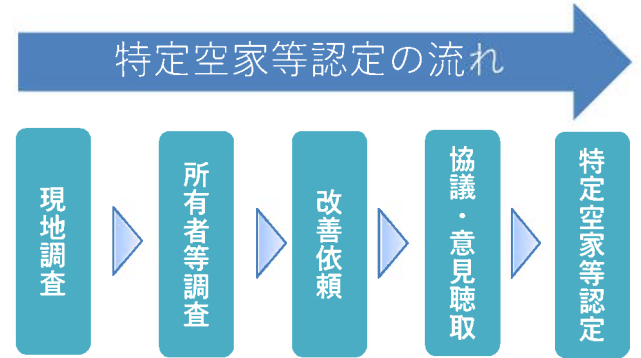 特定空家等認定の流れ
現地調査
所有者等調査
改善依頼
協議・意見聴取
特定空家等認定